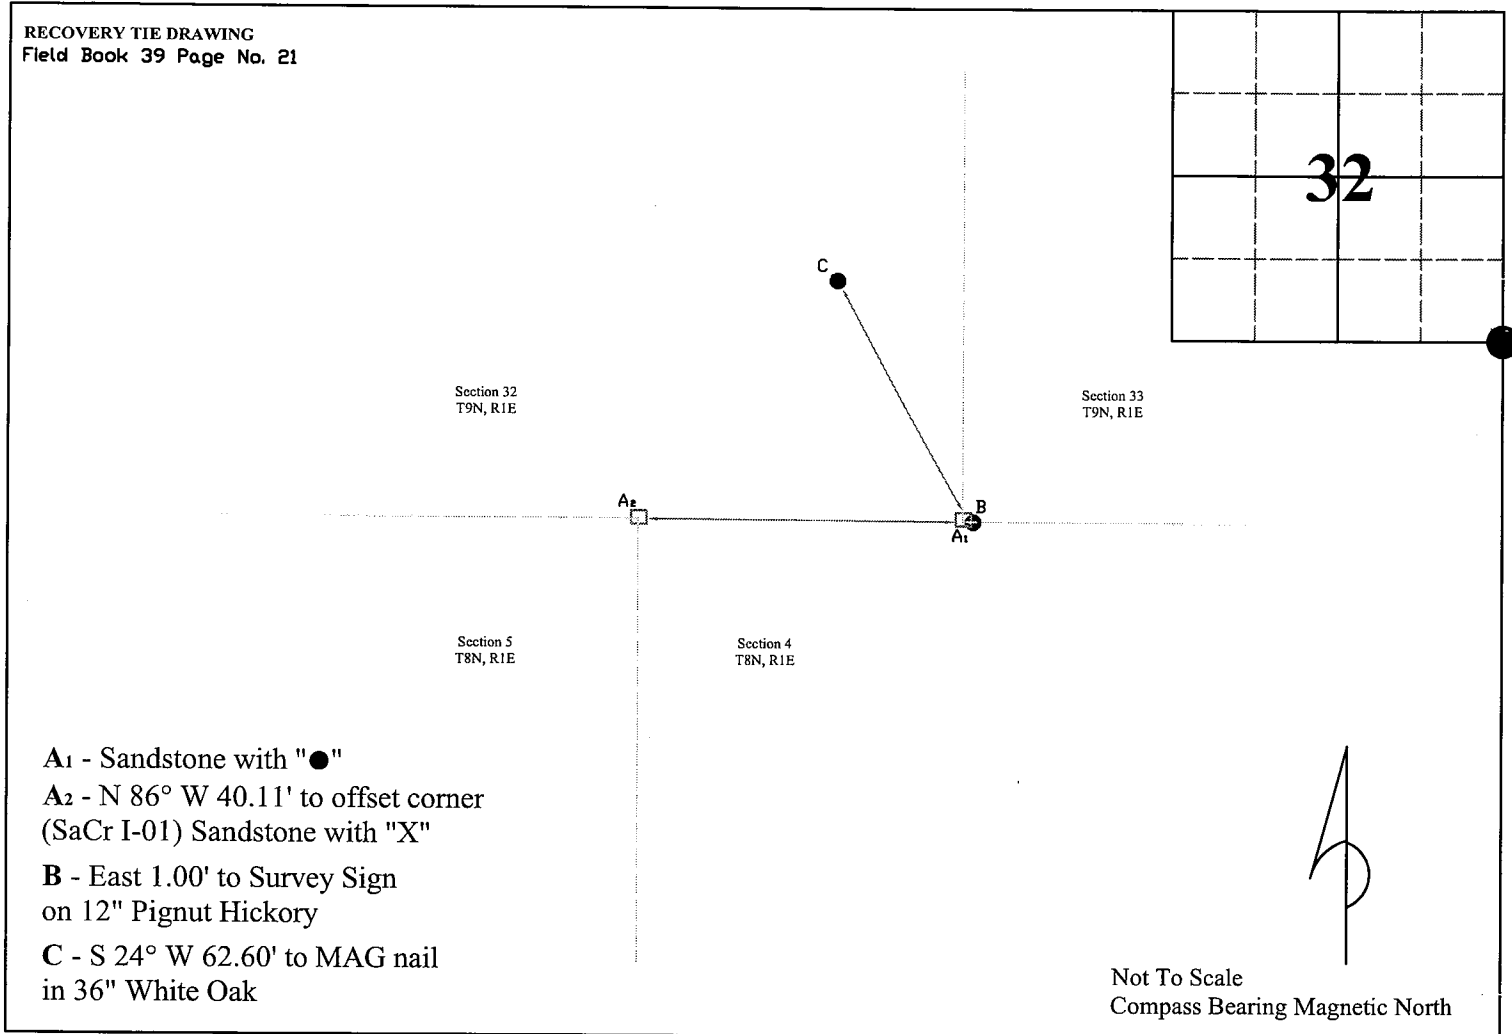 RECOVERY TIE DRAWING
Field Book 39 Page No. 21
32
C
Section 32
T9N, R1E
Section 33
T9N, R1E
A2
B
A1
Section 5
T8N, R1E
Section 4
T8N, R1E
A1 - Sandstone with "●"
A2 - N 86° W 40.11' to offset corner
(SaCr I-01) Sandstone with "X"
B - East 1.00' to Survey Sign
on 12" Pignut Hickory
C - S 24° W 62.60' to MAG nail
in 36" White Oak
Not To Scale
Compass Bearing Magnetic North